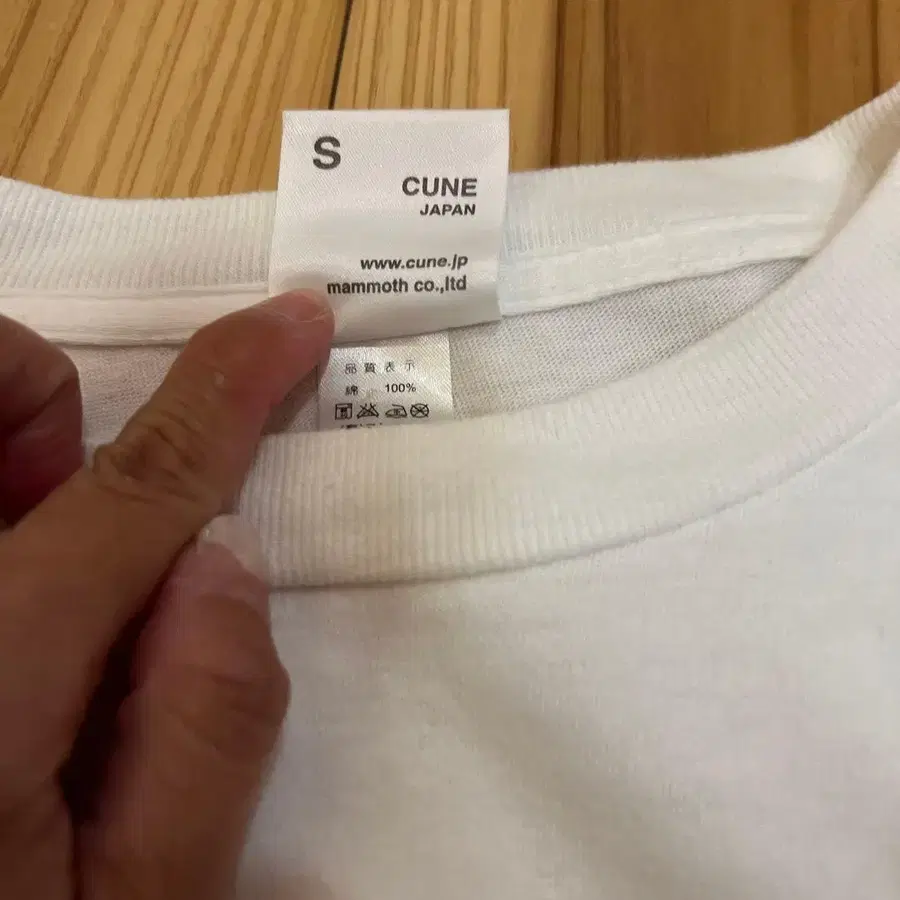 S
CUNE
JAPAN
www.cune.jp
mammoth co.,ltd
品質表示
綿 100%